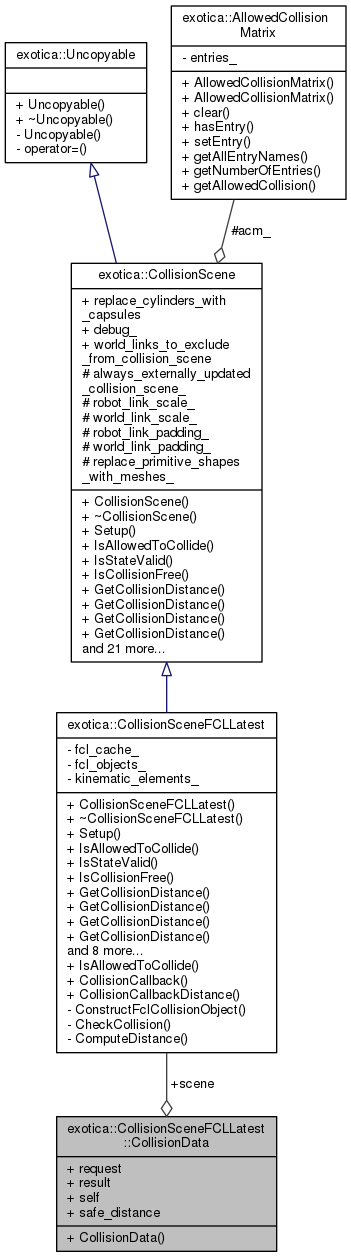 exotica::AllowedCollision
Matrix
- entries_
+ AllowedCollisionMatrix()
+ AllowedCollisionMatrix()
+ clear()
+ hasEntry()
+ setEntry()
+ getAllEntryNames()
+ getNumberOfEntries()
+ getAllowedCollision()
exotica::Uncopyable
+ Uncopyable()
+ ~Uncopyable()
- Uncopyable()
- operator=()
#acm_
exotica::CollisionScene
+ replace_cylinders_with
_capsules
+ debug_
+ world_links_to_exclude
_from_collision_scene
# always_externally_updated
_collision_scene_
# robot_link_scale_
# world_link_scale_
# robot_link_padding_
# world_link_padding_
# replace_primitive_shapes
_with_meshes_
+ CollisionScene()
+ ~CollisionScene()
+ Setup()
+ IsAllowedToCollide()
+ IsStateValid()
+ IsCollisionFree()
+ GetCollisionDistance()
+ GetCollisionDistance()
+ GetCollisionDistance()
+ GetCollisionDistance()
and 21 more...
exotica::CollisionSceneFCLLatest
- fcl_cache_
- fcl_objects_
- kinematic_elements_
+ CollisionSceneFCLLatest()
+ ~CollisionSceneFCLLatest()
+ Setup()
+ IsAllowedToCollide()
+ IsStateValid()
+ IsCollisionFree()
+ GetCollisionDistance()
+ GetCollisionDistance()
+ GetCollisionDistance()
+ GetCollisionDistance()
and 8 more...
+ IsAllowedToCollide()
+ CollisionCallback()
+ CollisionCallbackDistance()
- ConstructFclCollisionObject()
- CheckCollision()
- ComputeDistance()
+scene
exotica::CollisionSceneFCLLatest
::CollisionData
+ request
+ result
+ self
+ safe_distance
+ CollisionData()